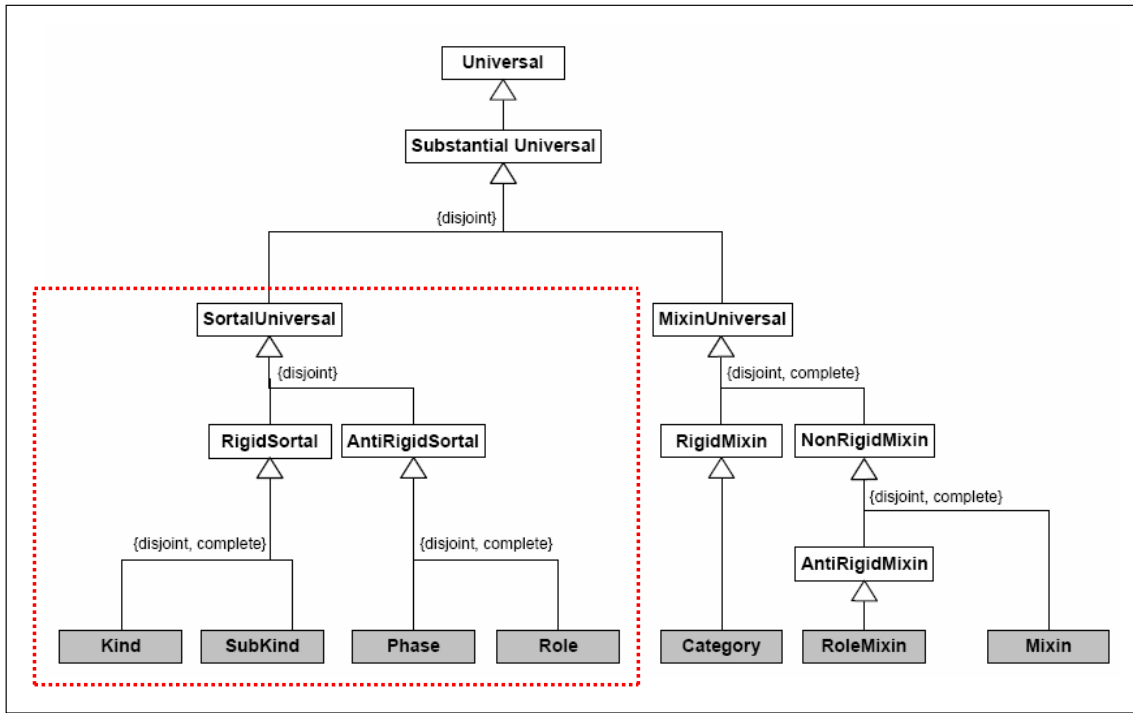 Universal
Substantial Universal
{disjoint}
SortalUniversal
MixinUniversal
{disjoint}
{disjoint, complete}
RigidSortal
AntiRigidSortal
RigidMixin
NonRigidMixin
{disjoint, complete}
{disjoint, complete}
{disjoint, complete}
AntiRigidMixin
Kind
SubKind
Phase
Role
Category
RoleMixin
Mixin